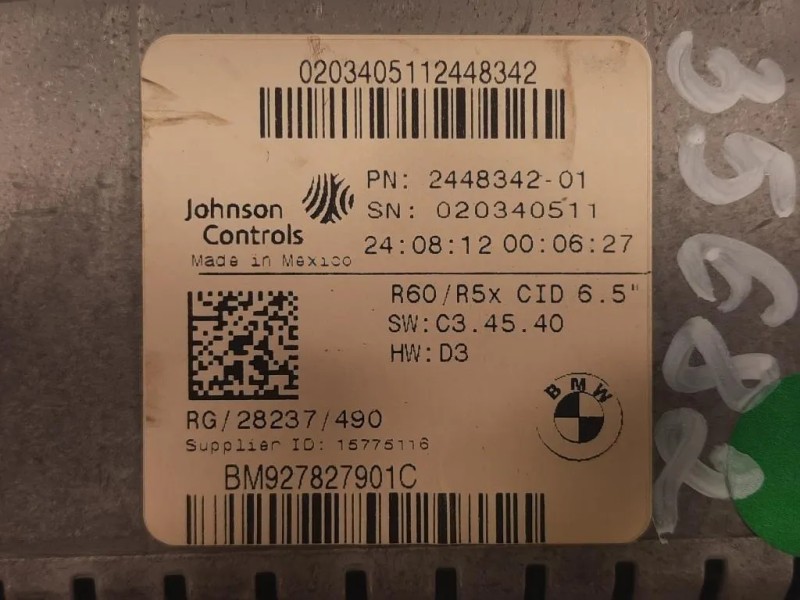 0203405112448342
Johnson
Controls
Made in Mexico
PN: 2448342-01
SN: 020340511
24:08:12 00:06:27
R60/R5x CID 6.5"
SW:C3.45.40
HW:D3
RG/28237/490
Supplier ID: 15775116
BMW
BM927827901C
35682